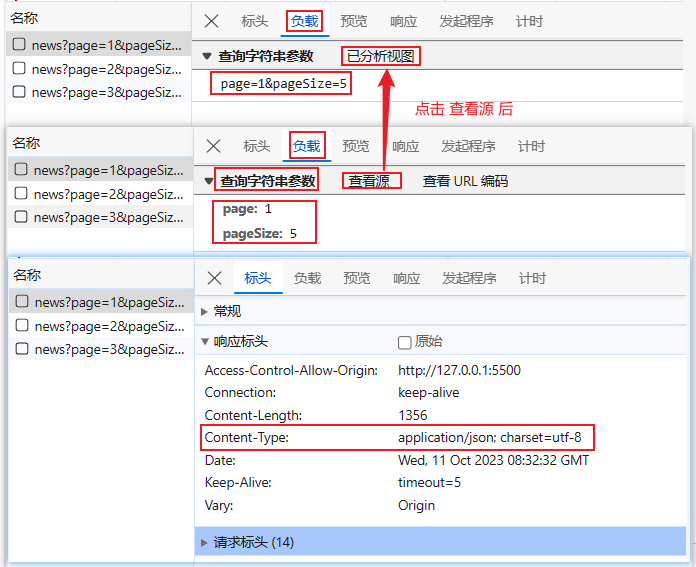 名称
标头 负载 预览 响应 发起程序 计时
news?page=1&pageSiz...
news?page=2&pageSiz...
news?page=3&pageSiz...
▼ 查询字符串参数 已分析视图
page=1&pageSize=5
点击 查看源 后
名称
标头 负载 预览 响应 发起程序 计时
news?page=1&pageSiz...
news?page=2&pageSiz...
news?page=3&pageSiz...
▼ 查询字符串参数 查看源 查看 URL 编码
page: 1
pageSize: 5
名称
标头 负载 预览 响应 发起程序 计时
news?page=1&pageSiz...
news?page=2&pageSiz...
news?page=3&pageSiz...
▶ 常规
▼ 响应标头 原始
Access-Control-Allow-Origin: http://127.0.0.1:5500
Connection: keep-alive
Content-Length: 1356
Content-Type: application/json; charset=utf-8
Date: Wed, 11 Oct 2023 08:32:32 GMT
Keep-Alive: timeout=5
Vary: Origin
▶ 请求标头 (14)